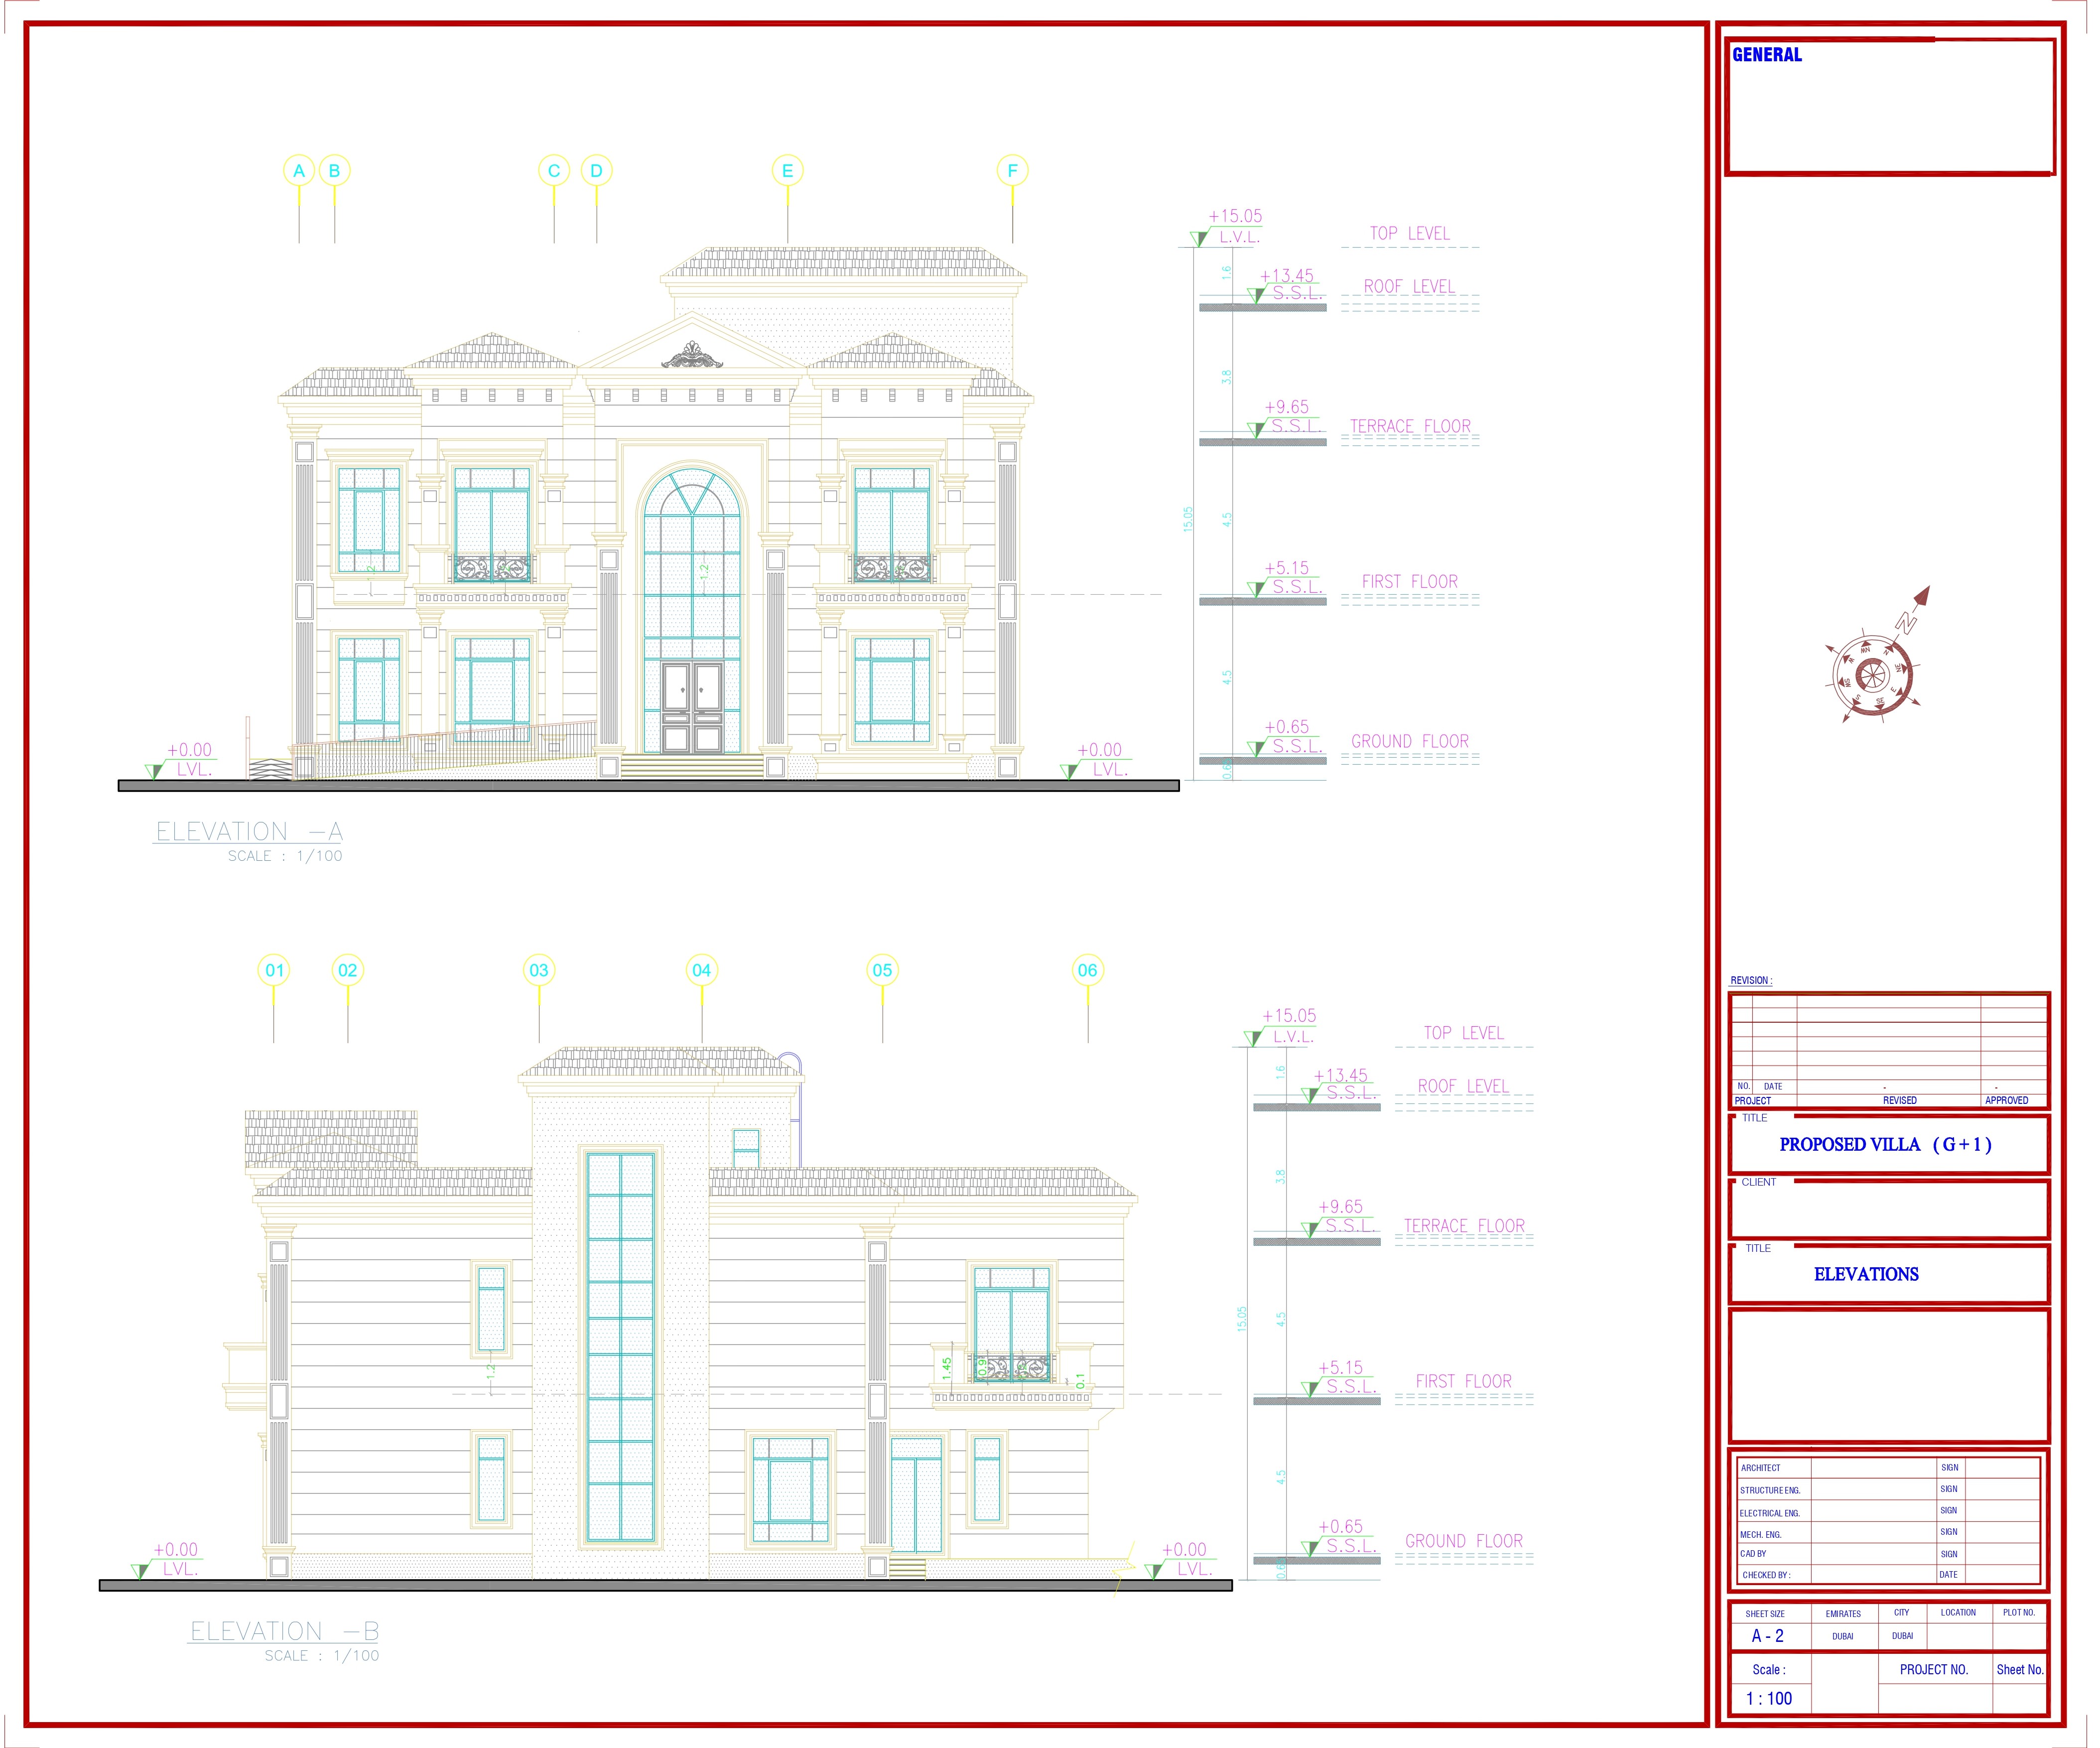 GENERAL
A B C D E F
+15.05
L.V.L.
TOP LEVEL
1.6
+13.45
S.S.L.
ROOF LEVEL
3.8
+9.65
S.S.L.
TERRACE FLOOR
15.05
4.5
+5.15
S.S.L.
FIRST FLOOR
4.5
+0.65
S.S.L.
GROUND FLOOR
1.2
1.2
+0.00
LVL.
+0.00
LVL.
ELEVATION -A
SCALE : 1/100
N
N
NE
E
SE
S
SW
W
NW
01 02 03 04 05 06
+15.05
L.V.L.
TOP LEVEL
1.6
+13.45
S.S.L.
ROOF LEVEL
3.8
+9.65
S.S.L.
TERRACE FLOOR
15.05
4.5
+5.15
S.S.L.
FIRST FLOOR
4.5
+0.65
S.S.L.
GROUND FLOOR
1.2
1.45
0.9
0.1
+0.00
LVL.
+0.00
LVL.
ELEVATION -B
SCALE : 1/100
REVISION :
NO. DATE - -
PROJECT REVISED APPROVED
TITLE
PROPOSED VILLA ( G + 1 )
CLIENT
TITLE
ELEVATIONS
ARCHITECT SIGN
STRUCTURE ENG. SIGN
ELECTRICAL ENG. SIGN
MECH. ENG. SIGN
CAD BY SIGN
CHECKED BY : DATE
SHEET SIZE EMIRATES CITY LOCATION PLOT NO.
A - 2 DUBAI DUBAI
Scale : PROJECT NO. Sheet No.
1 : 100